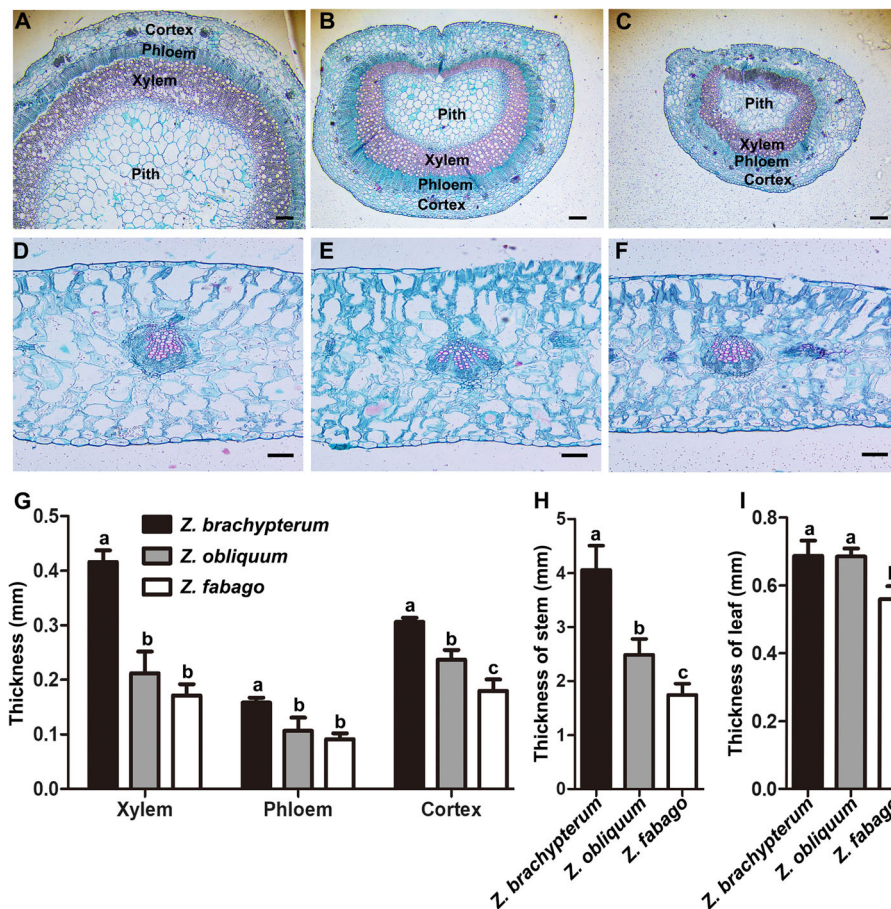 A
Cortex
Phloem
Xylem
Pith
B
Pith
Xylem
Phloem
Cortex
C
Pith
Xylem
Phloem
Cortex
D
E
F
G
Thickness (mm)
0.5
0.4
0.3
0.2
0.1
0.0
Z. brachypterum
Z. obliquum
Z. fabago
a
b
b
a
b
b
a
b
c
Xylem
Phloem
Cortex
H
Thickness of stem (mm)
5
4
3
2
1
0
a
b
c
Z. brachypterum
Z. obliquum
Z. fabago
I
Thickness of leaf (mm)
0.8
0.6
0.4
0.2
0.0
a
a
Z. brachypterum
Z. obliquum
Z. fabago